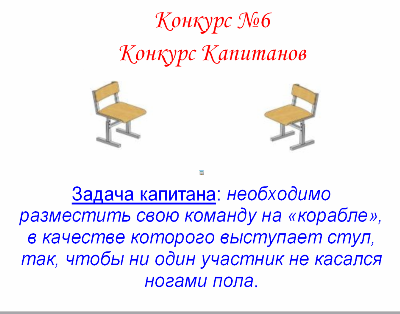 Конкурс №6
Конкурс Капитанов
Задача капитана: необходимо
разместить свою команду на «корабле»,
в качестве которого выступает стул,
так, чтобы ни один участник не касался
ногами пола.